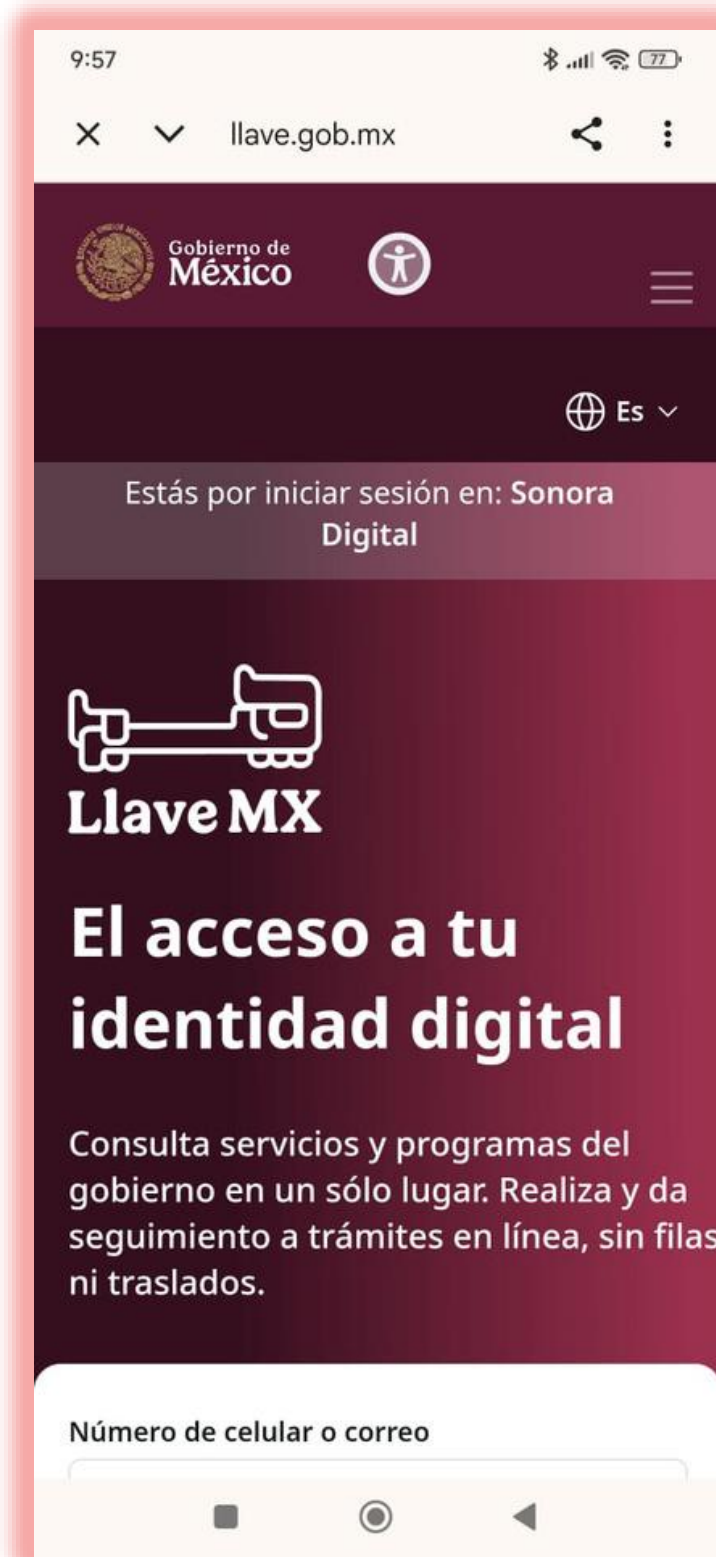 9:57
77
llave.gob.mx
Gobierno de
México
Es
Estás por iniciar sesión en: Sonora
Digital
Llave MX
El acceso a tu
identidad digital
Consulta servicios y programas del
gobierno en un sólo lugar. Realiza y da
seguimiento a trámites en línea, sin filas
ni traslados.
Número de celular o correo